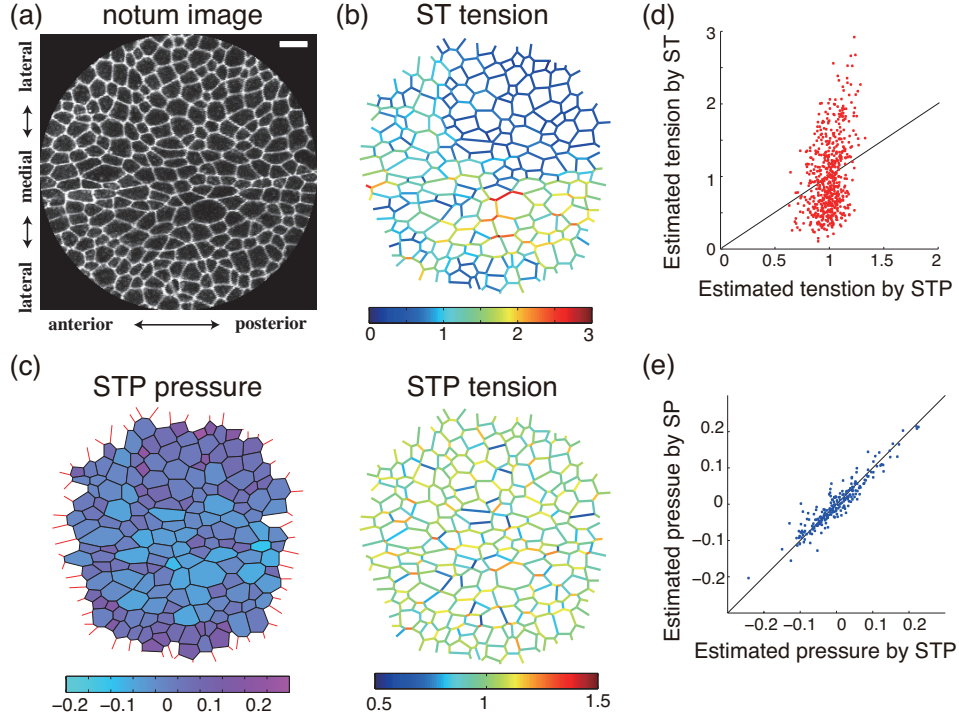 (a)
notum image
lateral
medial
lateral
anterior
posterior
(b)
ST tension
0
1
2
3
(c)
STP pressure
-0.2
-0.1
0
0.1
0.2
STP tension
0.5
1
1.5
(d)
Estimated tension by ST
3
2
1
0
0
0.5
1
1.5
2
Estimated tenstion by STP
(e)
Estimated pressue by SP
0.2
0.1
0
−0.1
−0.2
−0.2
−0.1
0
0.1
0.2
Estimated pressure by STP